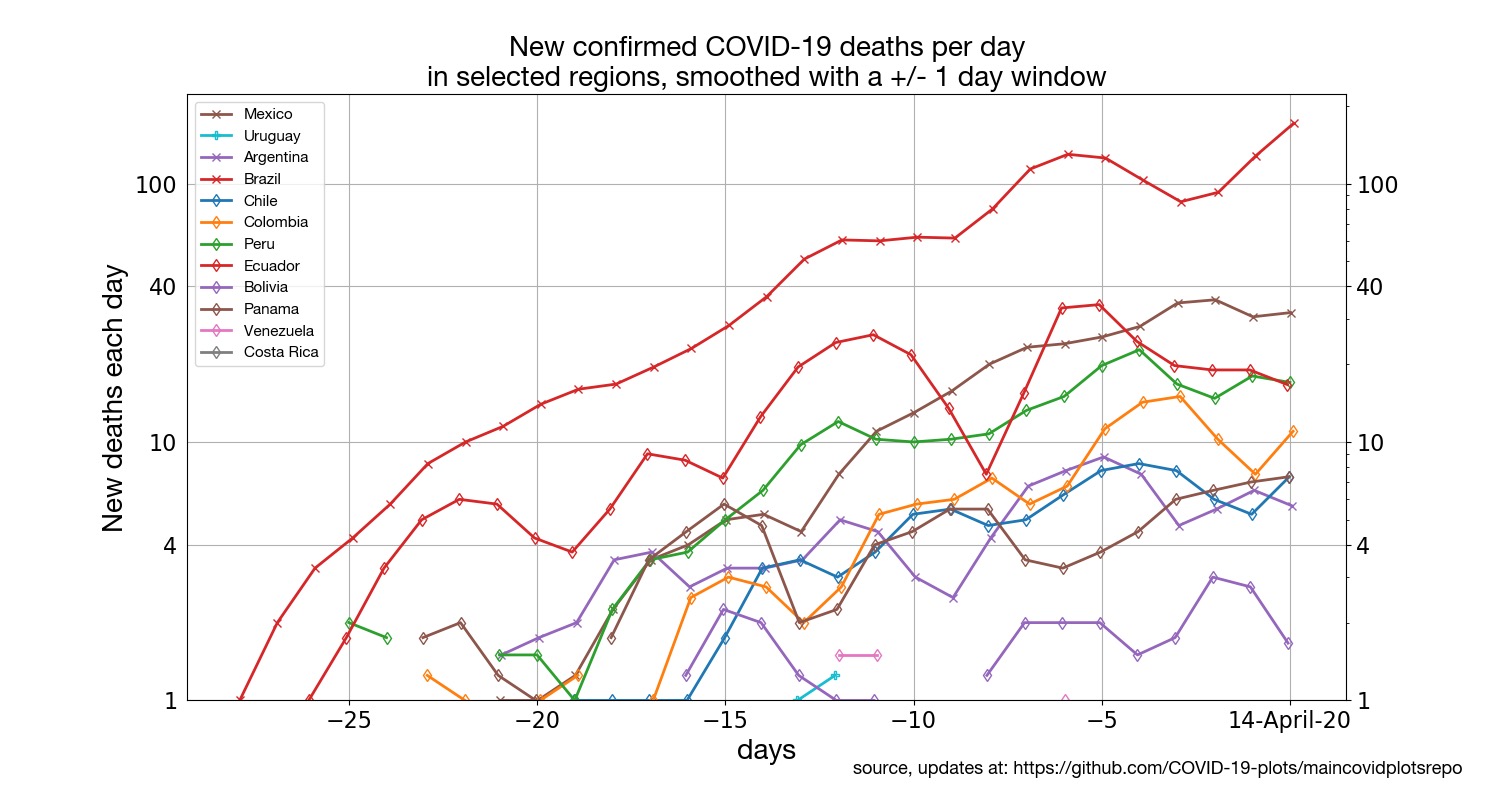 New confirmed COVID-19 deaths per day
in selected regions, smoothed with a +/- 1 day window
New deaths each day
100
40
10
4
1
Mexico
Uruguay
Argentina
Brazil
Chile
Colombia
Peru
Ecuador
Bolivia
Panama
Venezuela
Costa Rica
100
40
10
4
1
−25 −20 −15 −10 −5 14-April-20
days
source, updates at: https://github.com/COVID-19-plots/maincovidplotsrepo